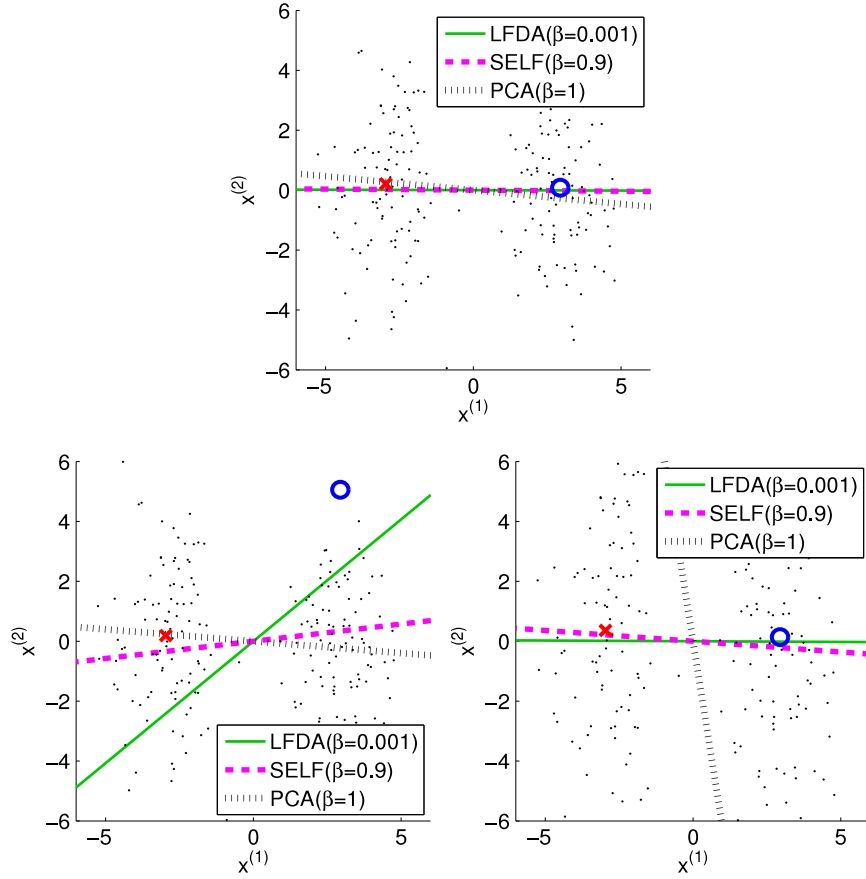 LFDA(β=0.001)
SELF(β=0.9)
PCA(β=1)
6
4
2
0
−2
−4
−6
x(2)
−5
0
5
x(1)
6
4
2
0
−2
−4
−6
x(2)
LFDA(β=0.001)
SELF(β=0.9)
PCA(β=1)
−5
0
5
x(1)
6
4
2
0
−2
−4
−6
x(2)
LFDA(β=0.001)
SELF(β=0.9)
PCA(β=1)
−5
0
5
x(1)